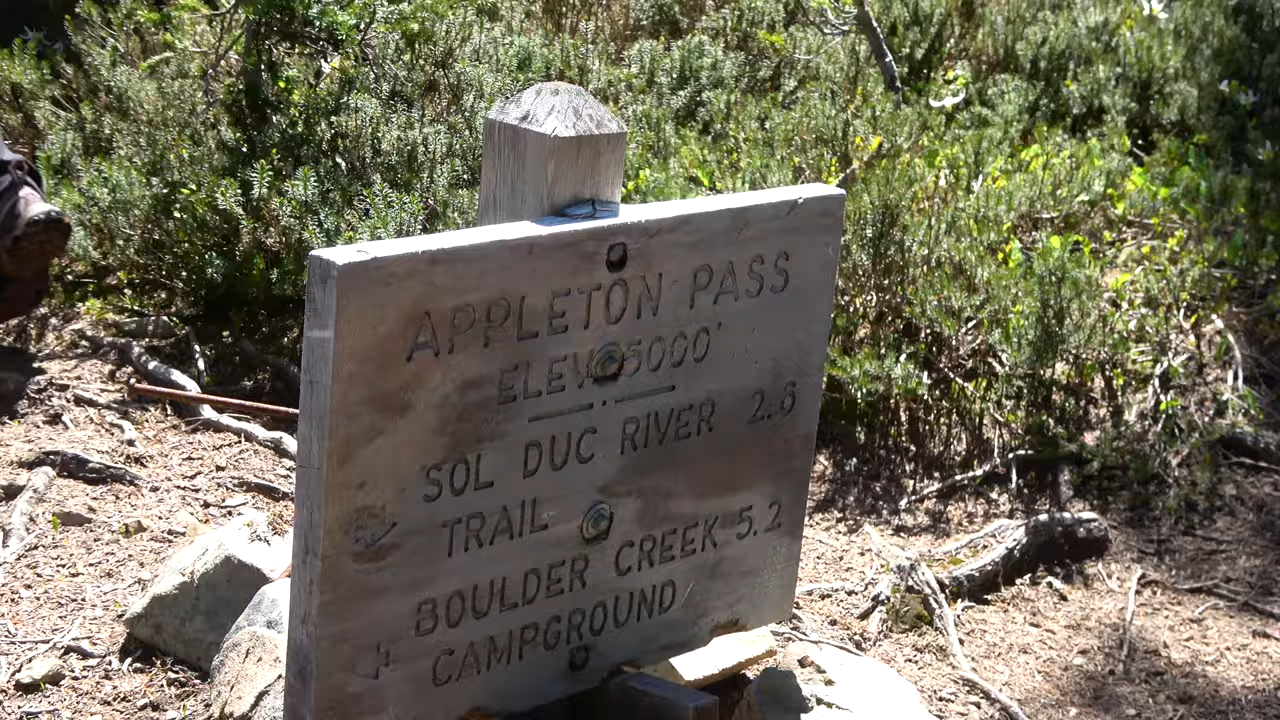 APPLETON PASS
ELEV. 5000'
SOL DUC RIVER 2.6
TRAIL
BOULDER CREEK 5.2
CAMPGROUND